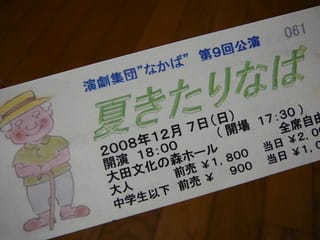 061
演劇集団"なかば" 第9回公演
夏きたりなば
2008年12月7日(日)
開演 18:00 (開場 17:30)
大田文化の森ホール 全席自由
大人 前売 ¥1,800 当日 ¥2,0
中学生以下 前売 ¥ 900 当日 ¥1,